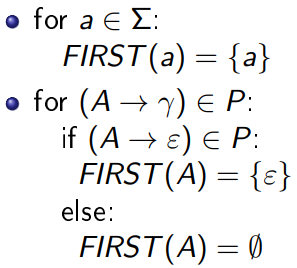 • for a ∈ Σ:
FIRST(a) = {a}
• for (A → γ) ∈ P:
if (A → ε) ∈ P:
FIRST(A) = {ε}
else:
FIRST(A) = ∅